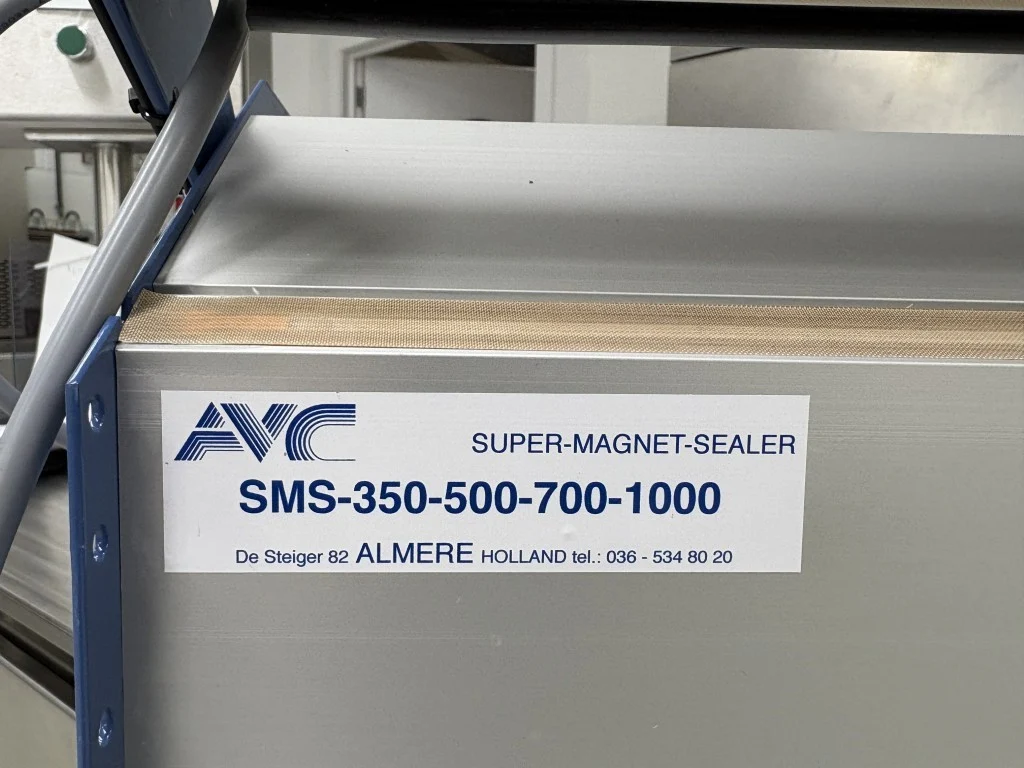 AVC
SUPER-MAGNET-SEALER
SMS-350-500-700-1000
De Steiger 82 ALMERE HOLLAND tel.: 036 - 534 80 20